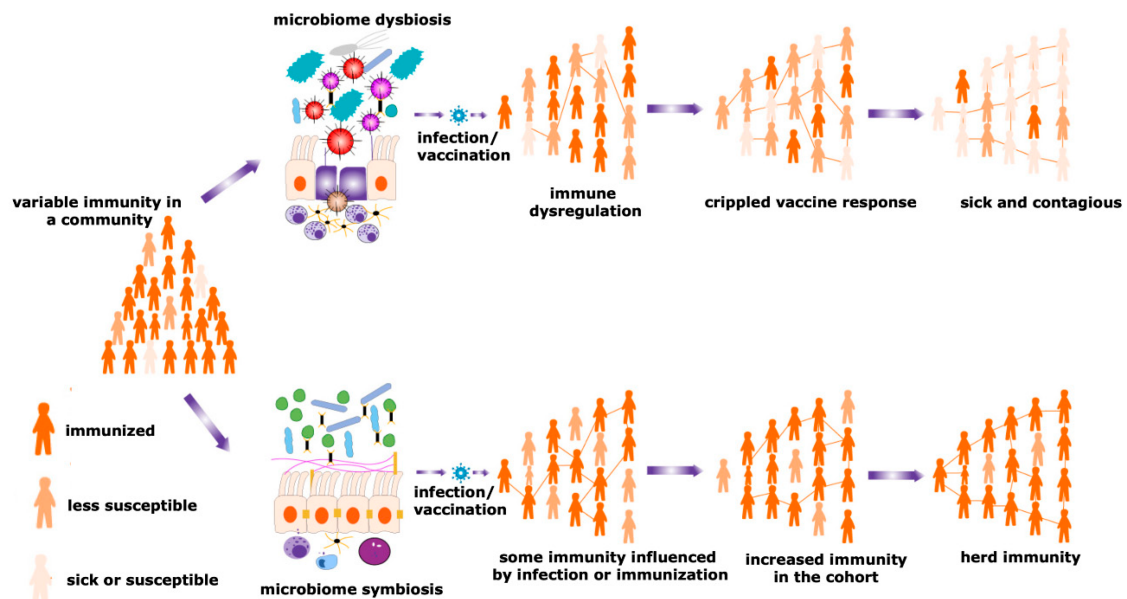 microbiome dysbiosis
infection/
vaccination
immune
dysregulation
crippled vaccine response
sick and contagious
variable immunity in
a community
immunized
less susceptible
sick or susceptible
infection/
vaccination
microbiome symbiosis
some immunity influenced
by infection or immunization
increased immunity
in the cohort
herd immunity